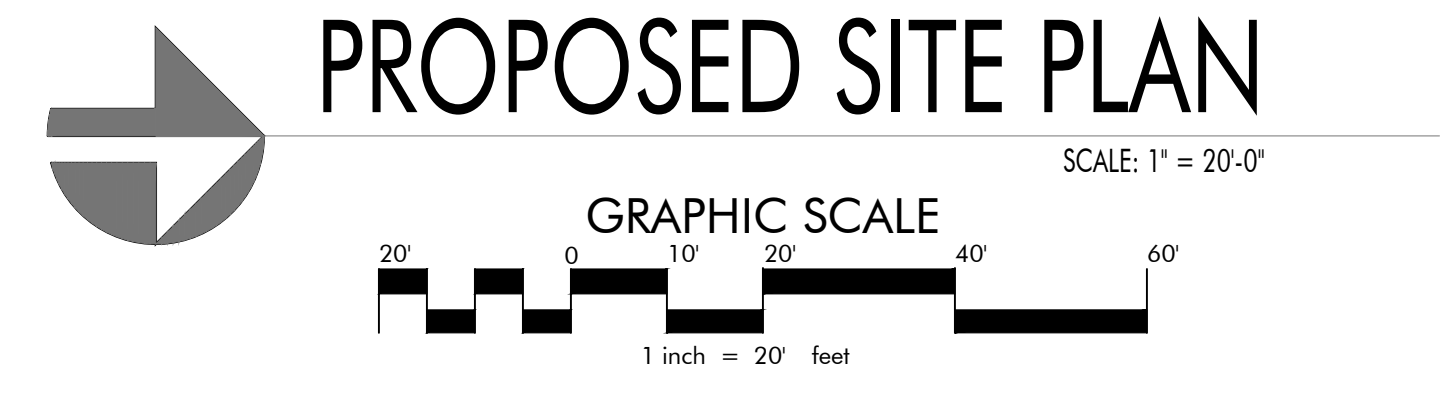 PROPOSED SITE PLAN
SCALE: 1" = 20'-0"
GRAPHIC SCALE
20' 0 10' 20' 40' 60'
1 inch = 20' feet